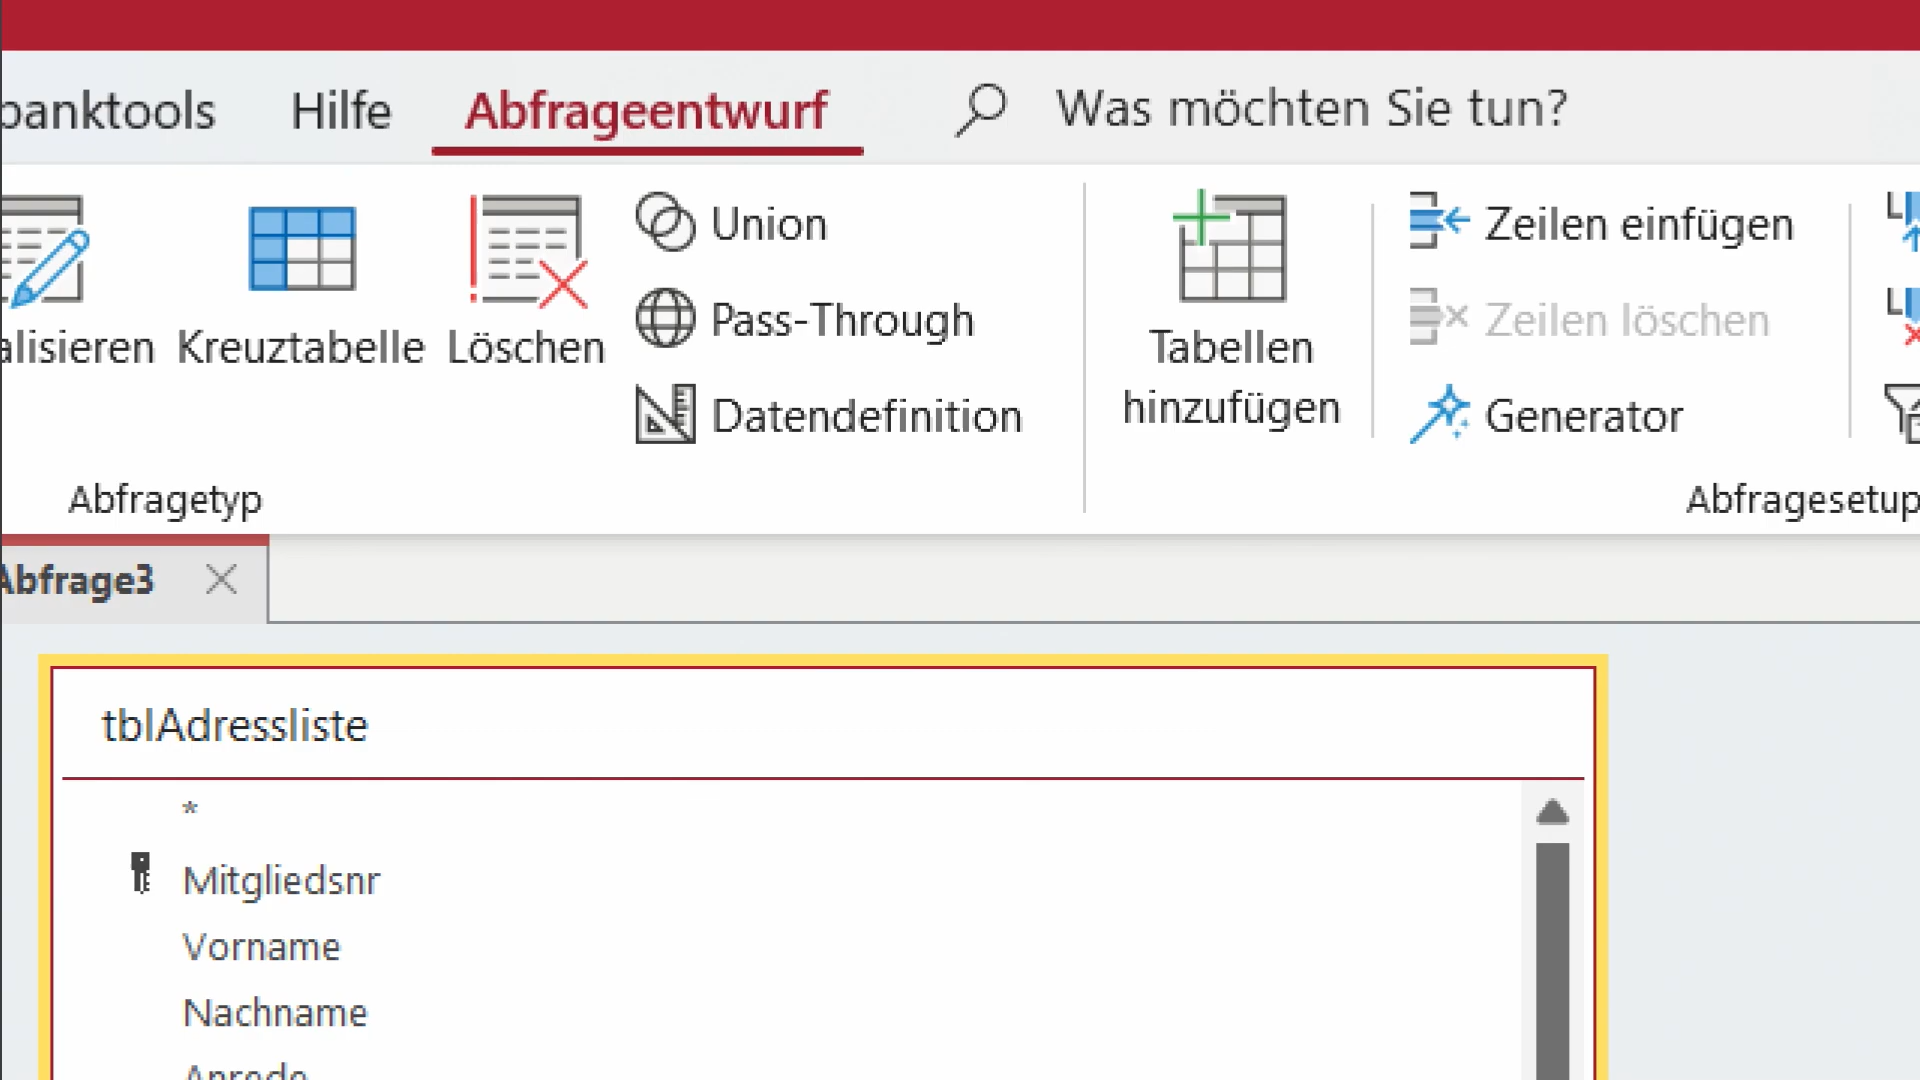 banktools Hilfe Abfrageentwurf Was möchten Sie tun?
alisieren Kreuztabelle Löschen
Union
Pass-Through
Datendefinition
Tabellen
hinzufügen
Zeilen einfügen
Zeilen löschen
Generator
Abfragetyp
Abfragesetup
Abfrage3
tblAdressliste
*
Mitgliedsnr
Vorname
Nachname
Anrede